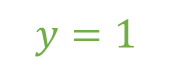 y = 1